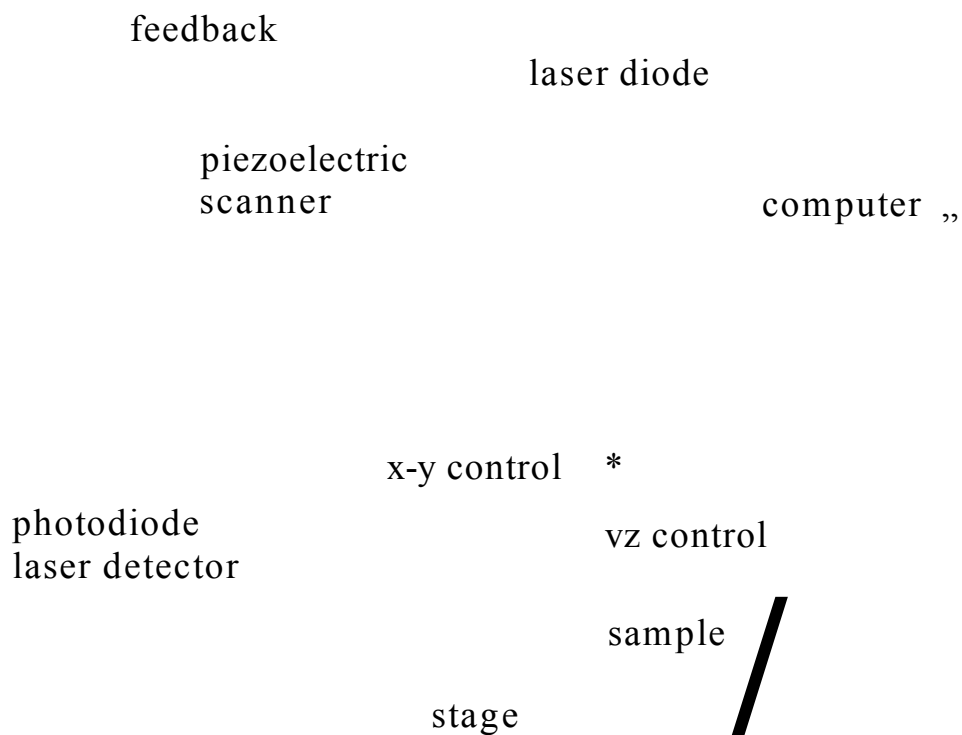 feedback
laser diode
piezoelectric
scanner
computer „
x-y control *
photodiode
laser detector
vz control
sample
stage